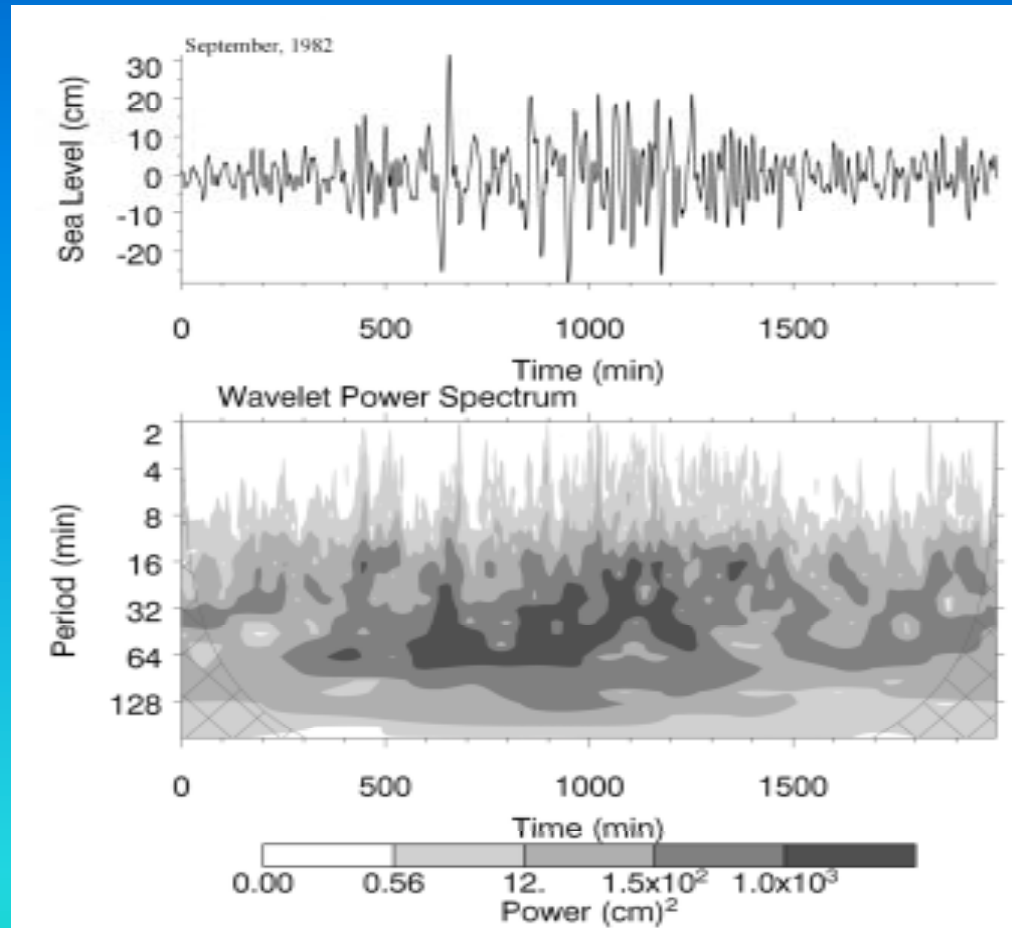 September, 1982
30
20
10
0
-10
-20
Sea Level (cm)
0 500 1000 1500
Time (min)
Wavelet Power Spectrum
2
4
8
16
32
64
128
Period (min)
0 500 1000 1500
Time (min)
0.00 0.56 12. 1.5x10² 1.0x10³
Power (cm)²